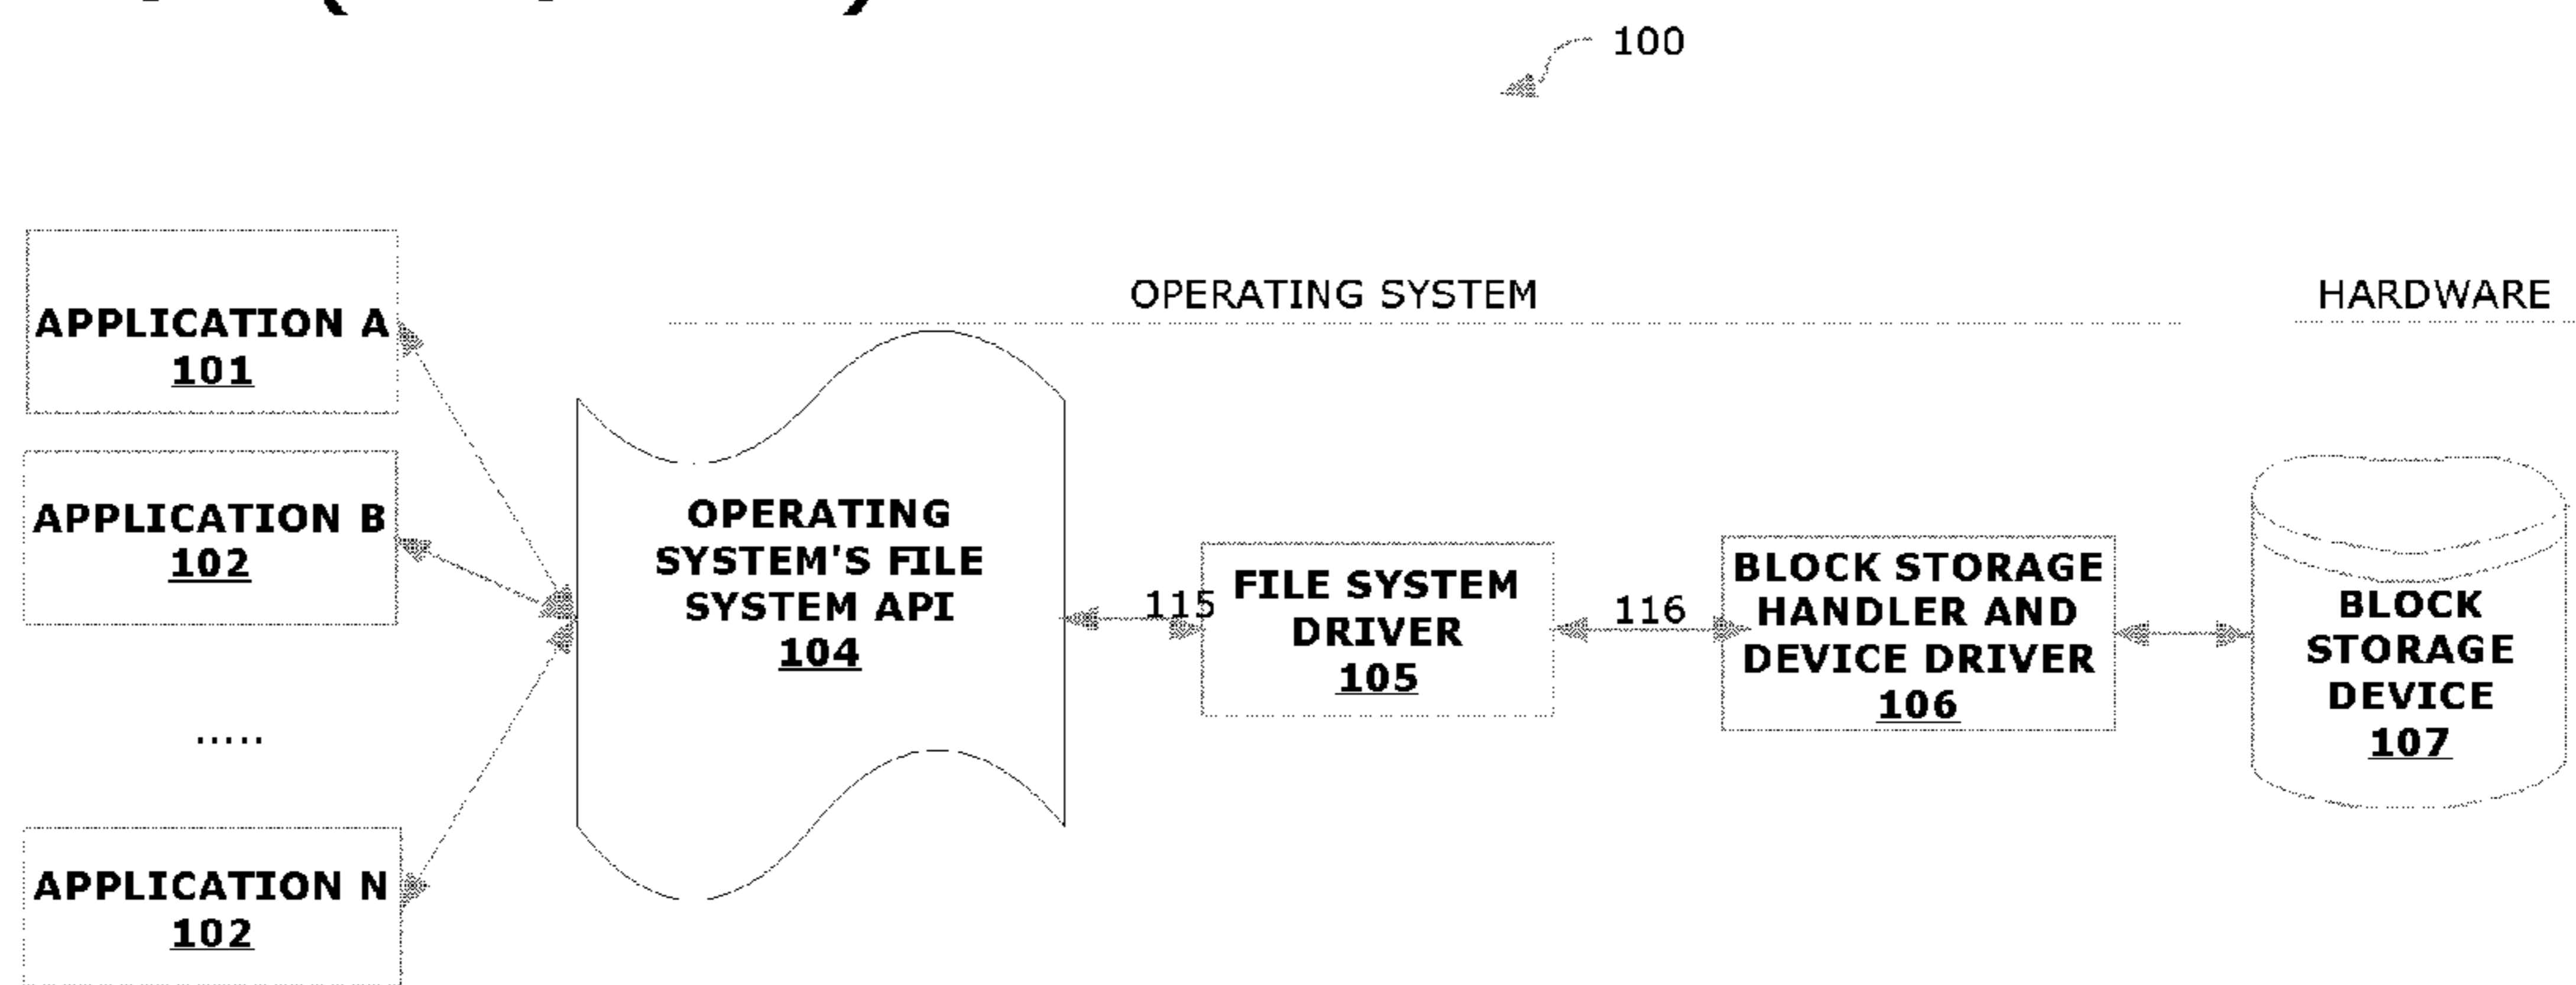 100
OPERATING SYSTEM
HARDWARE
APPLICATION A
101
APPLICATION B
102
.....
APPLICATION N
102
OPERATING
SYSTEM'S FILE
SYSTEM API
104
115
FILE SYSTEM
DRIVER
105
116
BLOCK STORAGE
HANDLER AND
DEVICE DRIVER
106
BLOCK
STORAGE
DEVICE
107